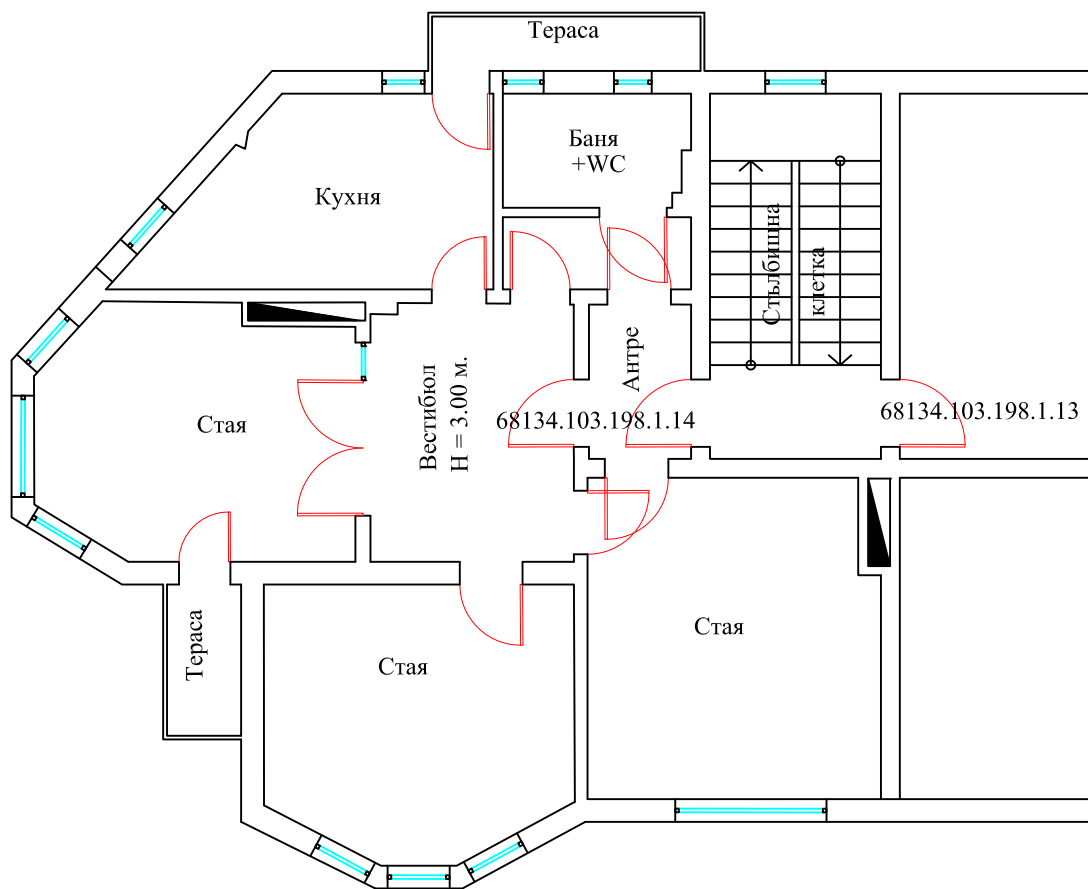 Тераса
Баня
+WC
Кухня
Стълбищна
клетка
Антре
Стая
Вестибюл
H = 3.00 м.
68134.103.198.1.14
68134.103.198.1.13
Тераса
Стая
Стая